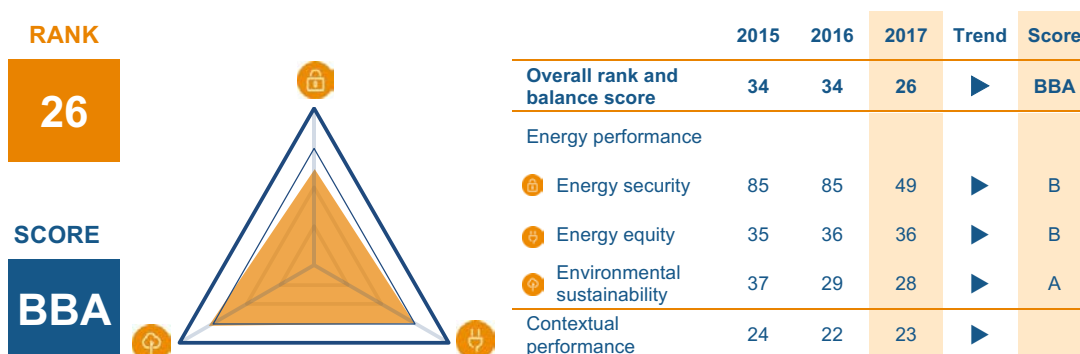 RANK
26
SCORE
BBA
2015 2016 2017 Trend Score
Overall rank and
balance score 34 34 26 BBA
Energy performance
Energy security 85 85 49 B
Energy equity 35 36 36 B
Environmental
sustainability 37 29 28 A
Contextual
performance 24 22 23